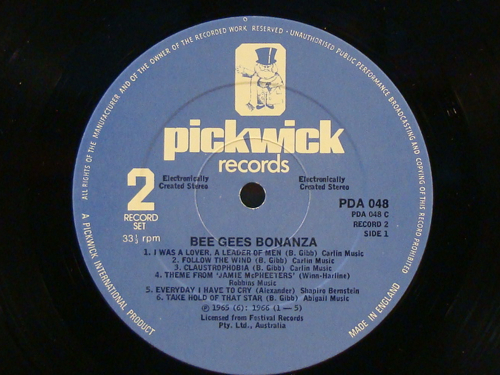 ALL RIGHTS OF THE MANUFACTURER AND OF THE OWNER OF THE RECORDED WORK RESERVED - UNAUTHORISED PUBLIC PERFORMANCE BROADCASTING AND COPYING OF THIS RECORD PROHIBITED
pickwick
records
Electronically
Created Stereo
Electronically
Created Stereo
2
RECORD
SET
33⅓ rpm
PDA 048
PDA 048 C
RECORD 2
SIDE 1
BEE GEES BONANZA
1. I WAS A LOVER, A LEADER OF MEN (B. Gibb) Carlin Music
2. FOLLOW THE WIND (B. Gibb) Carlin Music
3. CLAUSTROPHOBIA (B. Gibb) Carlin Music
4. THEME FROM 'JAMIE McPHEETERS' (Winn-Harline)
Robbins Music
5. EVERYDAY I HAVE TO CRY (Alexander) Shapiro Bernstein
6. TAKE HOLD OF THAT STAR (B. Gibb) Abigail Music
℗ 1965 (6): 1966 (1 — 5)
Licensed from Festival Records
Pty. Ltd., Australia
A PICKWICK INTERNATIONAL PRODUCT
MADE IN ENGLAND